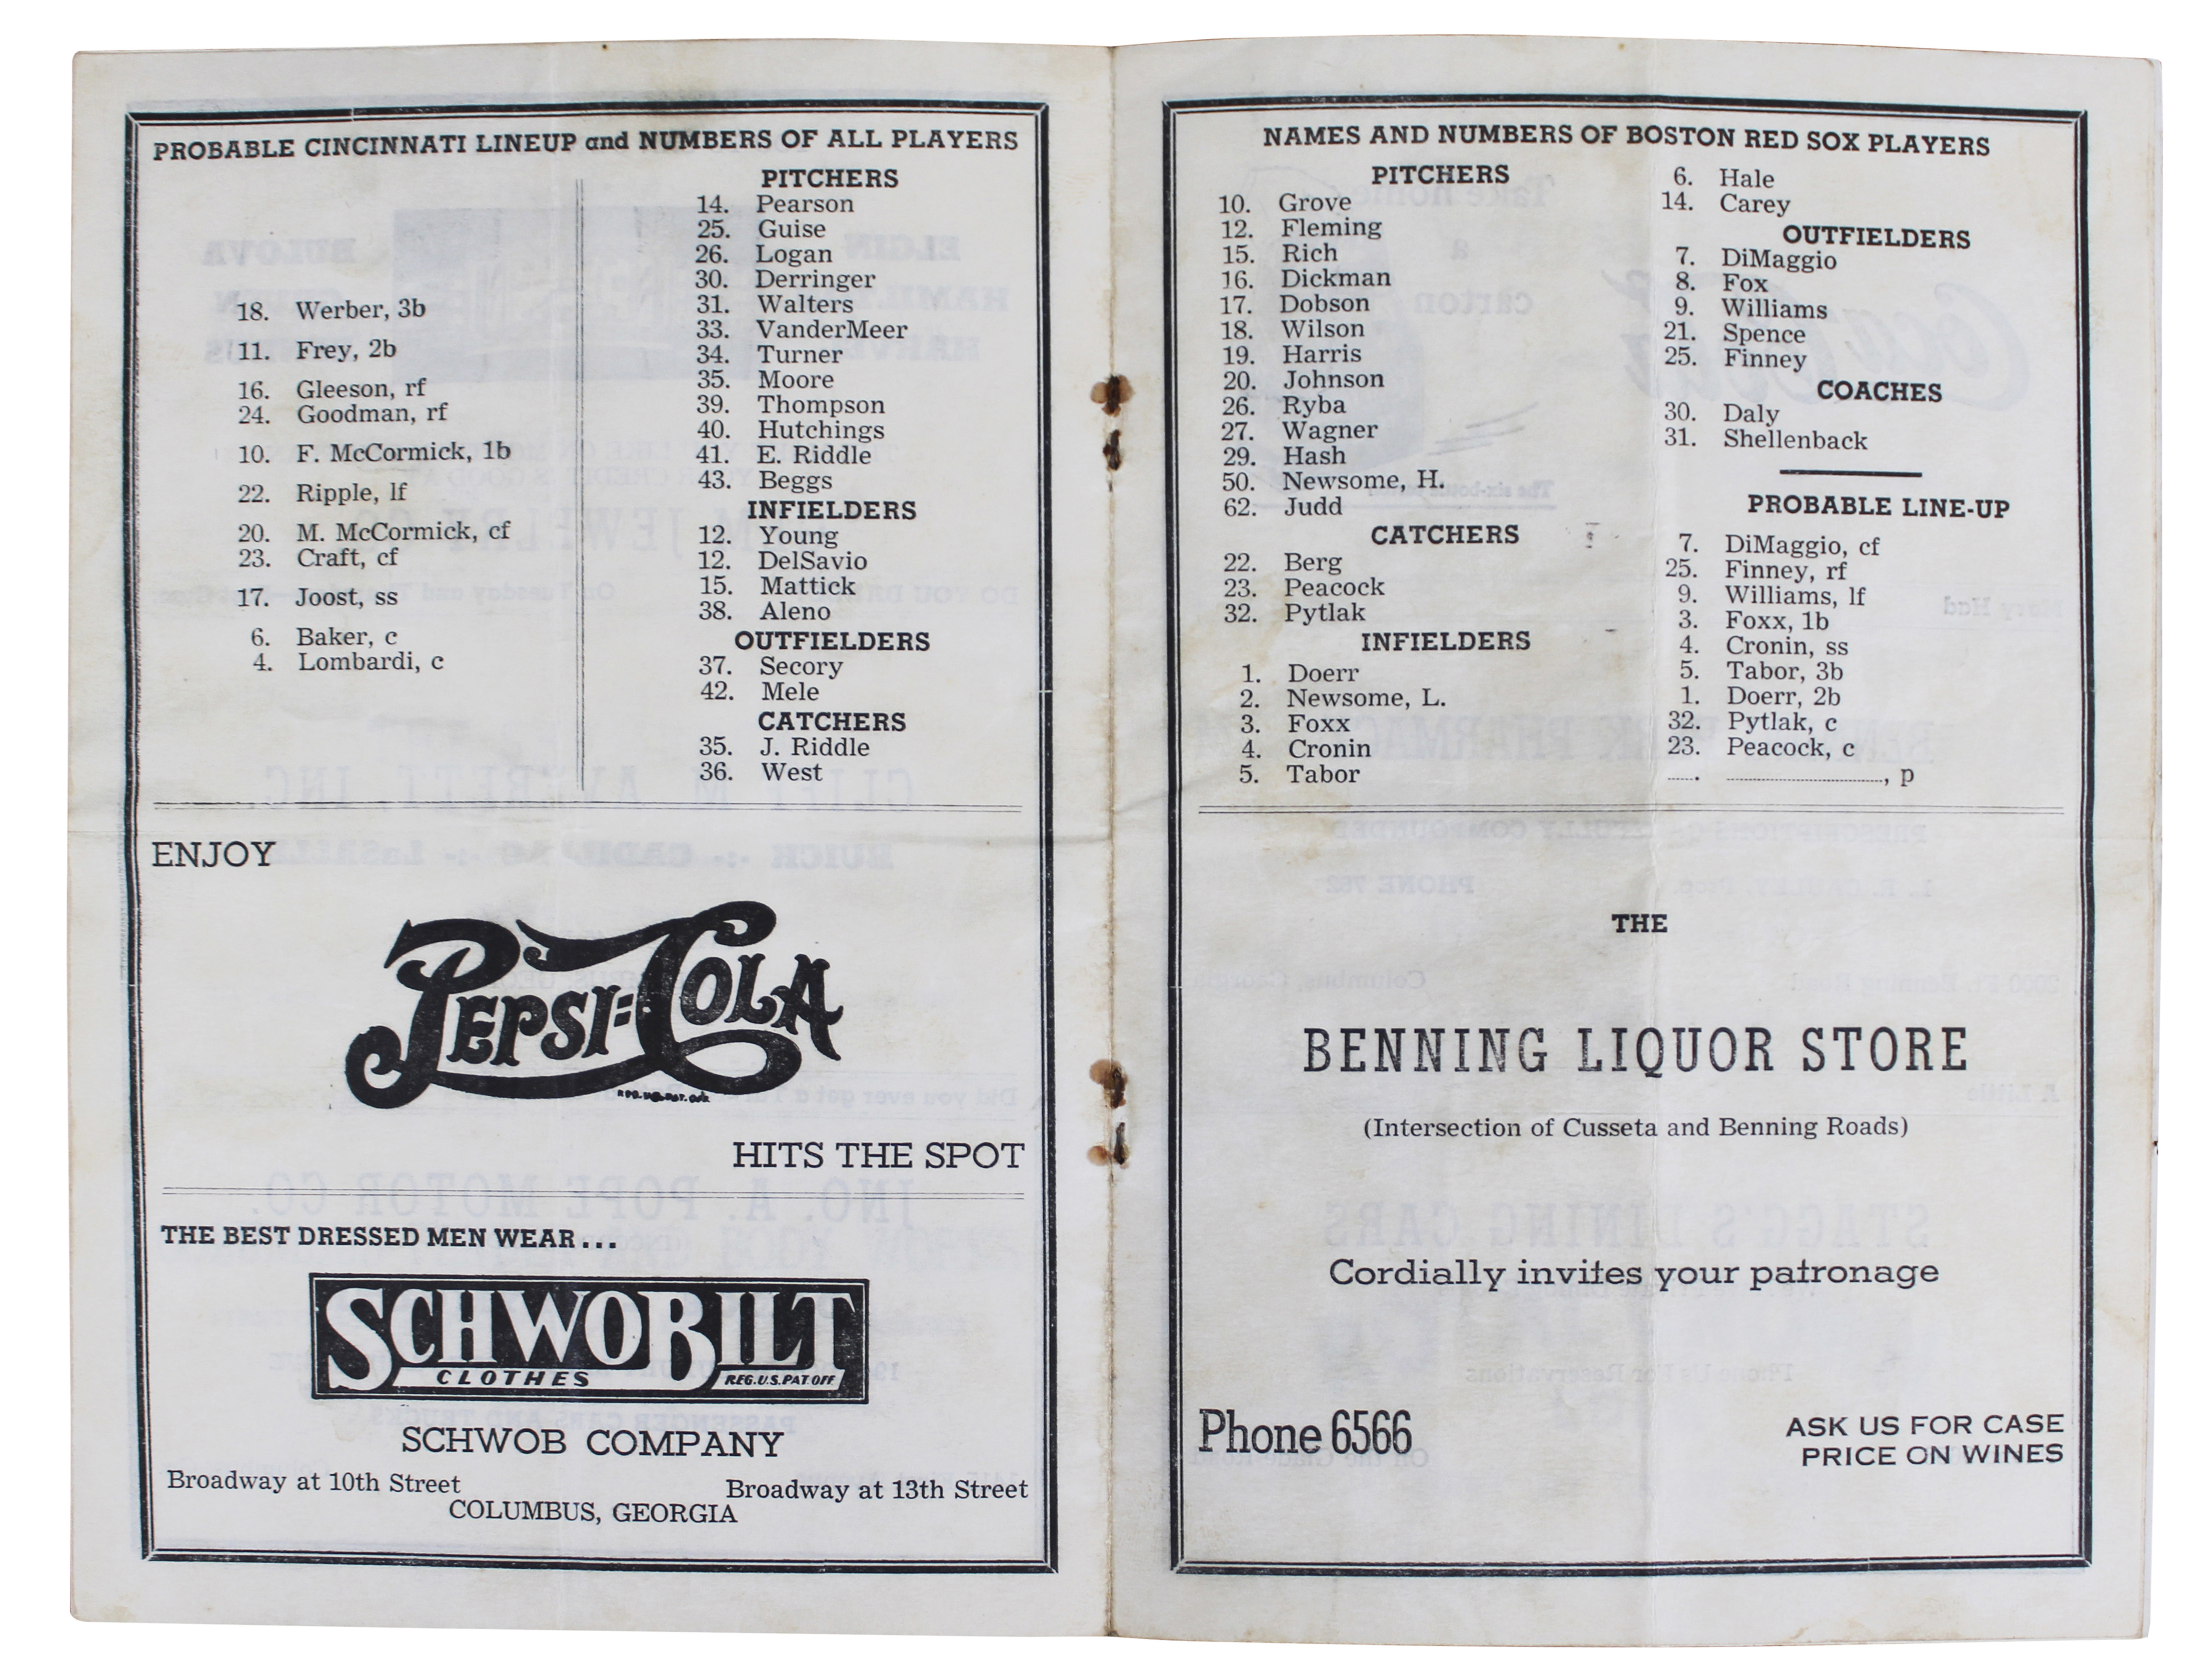 PROBABLE CINCINNATI LINEUP and NUMBERS OF ALL PLAYERS
18. Werber, 3b
11. Frey, 2b
16. Gleeson, rf
24. Goodman, rf
10. F. McCormick, 1b
22. Ripple, lf
20. M. McCormick, cf
23. Craft, cf
17. Joost, ss
6. Baker, c
4. Lombardi, c
PITCHERS
14. Pearson
25. Guise
26. Logan
30. Derringer
31. Walters
33. VanderMeer
34. Turner
35. Moore
39. Thompson
40. Hutchings
41. E. Riddle
43. Beggs
INFIELDERS
12. Young
12. DelSavio
15. Mattick
38. Aleno
OUTFIELDERS
37. Secory
42. Mele
CATCHERS
35. J. Riddle
36. West
ENJOY
PEPSI=COLA
HITS THE SPOT
THE BEST DRESSED MEN WEAR...
SCHWOBILT
CLOTHES REG.U.S.PAT.OFF
SCHWOB COMPANY
Broadway at 10th Street Broadway at 13th Street
COLUMBUS, GEORGIA
NAMES AND NUMBERS OF BOSTON RED SOX PLAYERS
PITCHERS
10. Grove
12. Fleming
15. Rich
16. Dickman
17. Dobson
18. Wilson
19. Harris
20. Johnson
26. Ryba
27. Wagner
29. Hash
50. Newsome, H.
62. Judd
CATCHERS
22. Berg
23. Peacock
32. Pytlak
INFIELDERS
1. Doerr
2. Newsome, L.
3. Foxx
4. Cronin
5. Tabor
6. Hale
14. Carey
OUTFIELDERS
7. DiMaggio
8. Fox
9. Williams
21. Spence
25. Finney
COACHES
30. Daly
31. Shellenback
PROBABLE LINE-UP
7. DiMaggio, cf
25. Finney, rf
9. Williams, lf
3. Foxx, 1b
4. Cronin, ss
5. Tabor, 3b
1. Doerr, 2b
32. Pytlak, c
23. Peacock, c
...... . ..............................., p
THE
BENNING LIQUOR STORE
(Intersection of Cusseta and Benning Roads)
Cordially invites your patronage
Phone 6566
ASK US FOR CASE
PRICE ON WINES